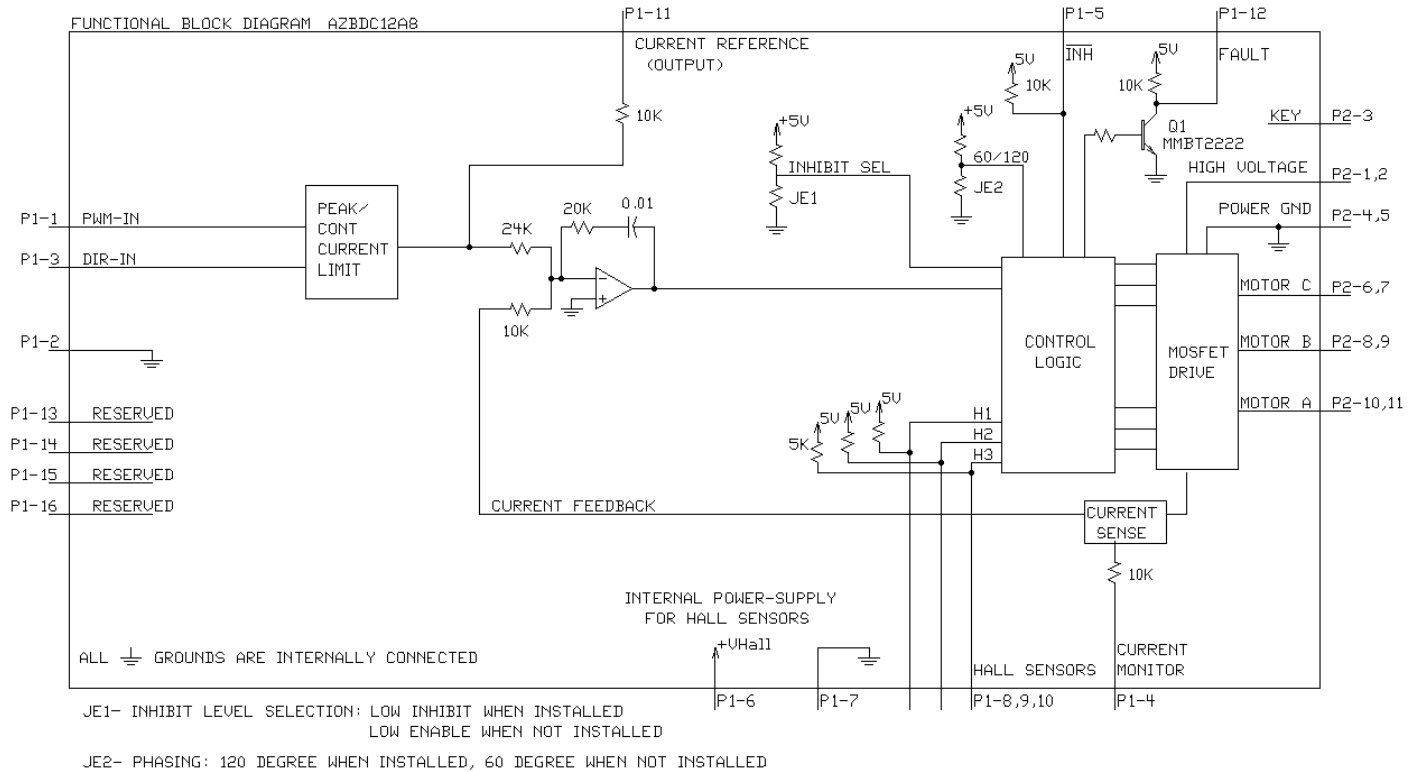 FUNCTIONAL BLOCK DIAGRAM AZBDC12A8
P1-11
P1-5
P1-12
CURRENT REFERENCE
(OUTPUT)
INH
FAULT
5V
10K
5V
10K
10K
+5V
+5V
KEY
P2-3
Q1
MMBT2222
INHIBIT SEL
60/120
JE1
JE2
HIGH VOLTAGE
P2-1,2
POWER GND
P2-4,5
P1-1
PWM-IN
PEAK/
CONT
CURRENT
LIMIT
P1-3
DIR-IN
24K
20K
0.01
-
+
10K
MOTOR C
P2-6,7
P1-2
CONTROL
LOGIC
MOSFET
DRIVE
MOTOR B
P2-8,9
MOTOR A
P2-10,11
P1-13
RESERVED
P1-14
RESERVED
P1-15
RESERVED
P1-16
RESERVED
5V
5V
5V
5K
H1
H2
H3
CURRENT FEEDBACK
CURRENT
SENSE
10K
INTERNAL POWER-SUPPLY
FOR HALL SENSORS
+VHall
ALL GROUNDS ARE INTERNALLY CONNECTED
HALL SENSORS
CURRENT
MONITOR
P1-6
P1-7
P1-8,9,10
P1-4
JE1- INHIBIT LEVEL SELECTION: LOW INHIBIT WHEN INSTALLED
LOW ENABLE WHEN NOT INSTALLED
JE2- PHASING: 120 DEGREE WHEN INSTALLED, 60 DEGREE WHEN NOT INSTALLED